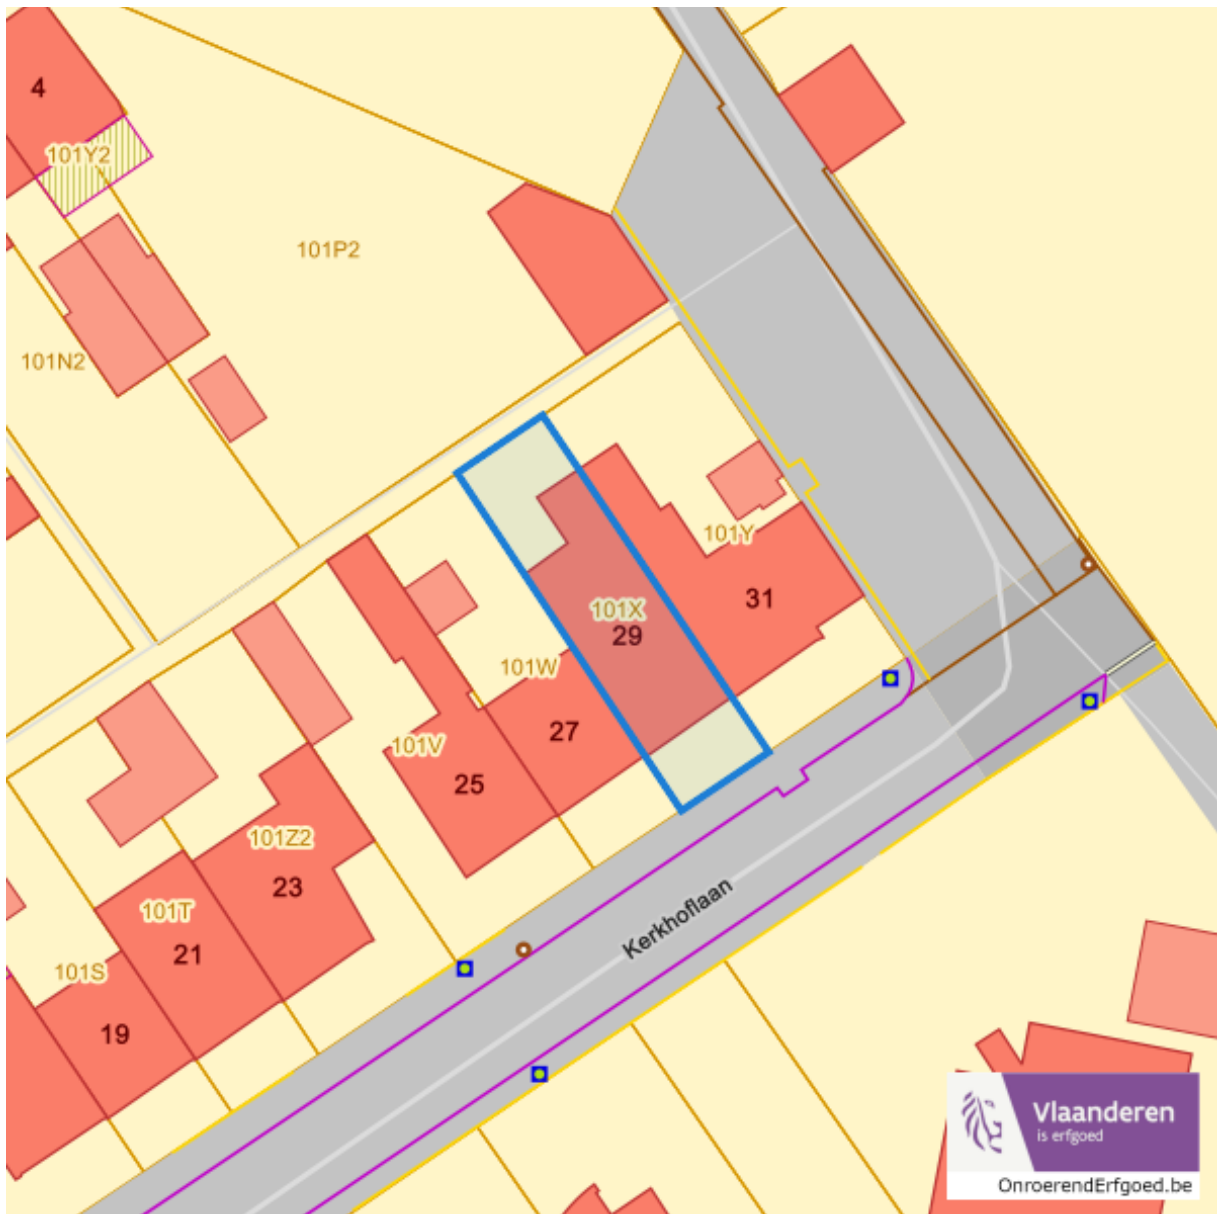 4
101Y2
101P2
101N2
101Y
31
101X
29
101W
27
101V
25
101Z2
23
101T
21
101S
19
Kerkhoflaan
Vlaanderen
is erfgoed
OnroerendErfgoed.be